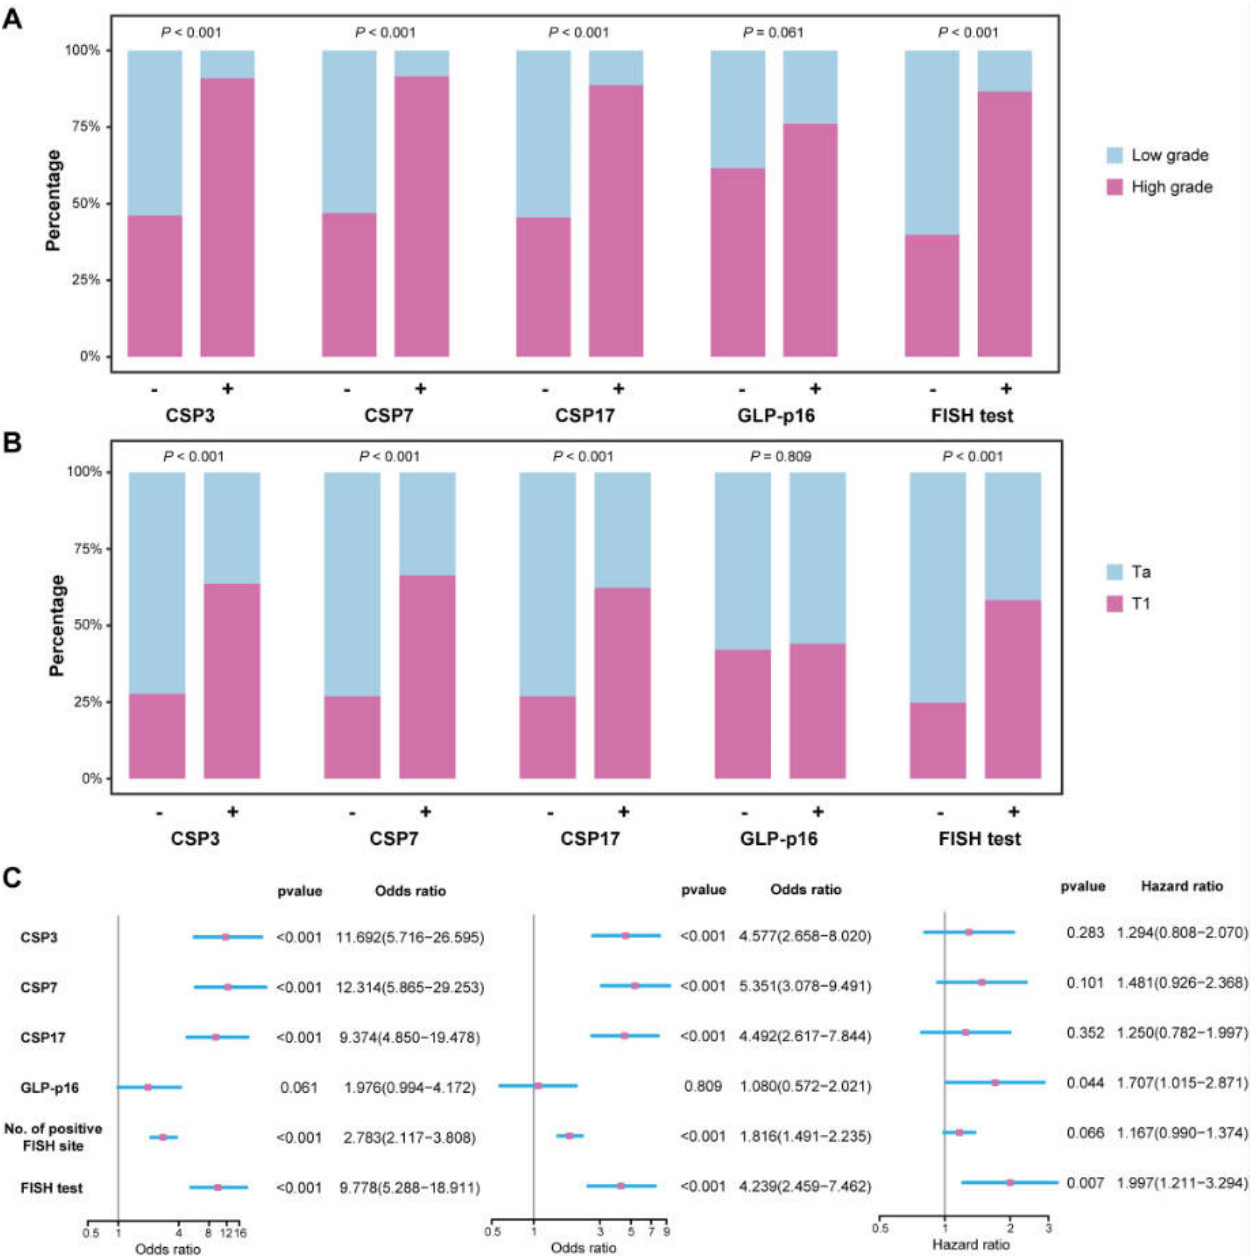 A
P < 0.001 P < 0.001 P < 0.001 P = 0.061 P < 0.001
100%
75%
50%
25%
0%
Percentage
Low grade
High grade
- + - + - + - + - +
CSP3 CSP7 CSP17 GLP-p16 FISH test
B
P < 0.001 P < 0.001 P < 0.001 P = 0.809 P < 0.001
100%
75%
50%
25%
0%
Percentage
Ta
T1
- + - + - + - + - +
CSP3 CSP7 CSP17 GLP-p16 FISH test
C
pvalue Odds ratio pvalue Odds ratio pvalue Hazard ratio
CSP3 <0.001 11.692(5.716−26.595) <0.001 4.577(2.658−8.020) 0.283 1.294(0.808−2.070)
CSP7 <0.001 12.314(5.865−29.253) <0.001 5.351(3.078−9.491) 0.101 1.481(0.926−2.368)
CSP17 <0.001 9.374(4.850−19.478) <0.001 4.492(2.617−7.844) 0.352 1.250(0.782−1.997)
GLP-p16 0.061 1.976(0.994−4.172) 0.809 1.080(0.572−2.021) 0.044 1.707(1.015−2.871)
No. of positive
FISH site <0.001 2.783(2.117−3.808) <0.001 1.816(1.491−2.235) 0.066 1.167(0.990−1.374)
FISH test <0.001 9.778(5.288−18.911) <0.001 4.239(2.459−7.462) 0.007 1.997(1.211−3.294)
0.5 1 4 8 12 16 0.5 1 3 5 7 9 0.5 1 2 3
Odds ratio Odds ratio Hazard ratio